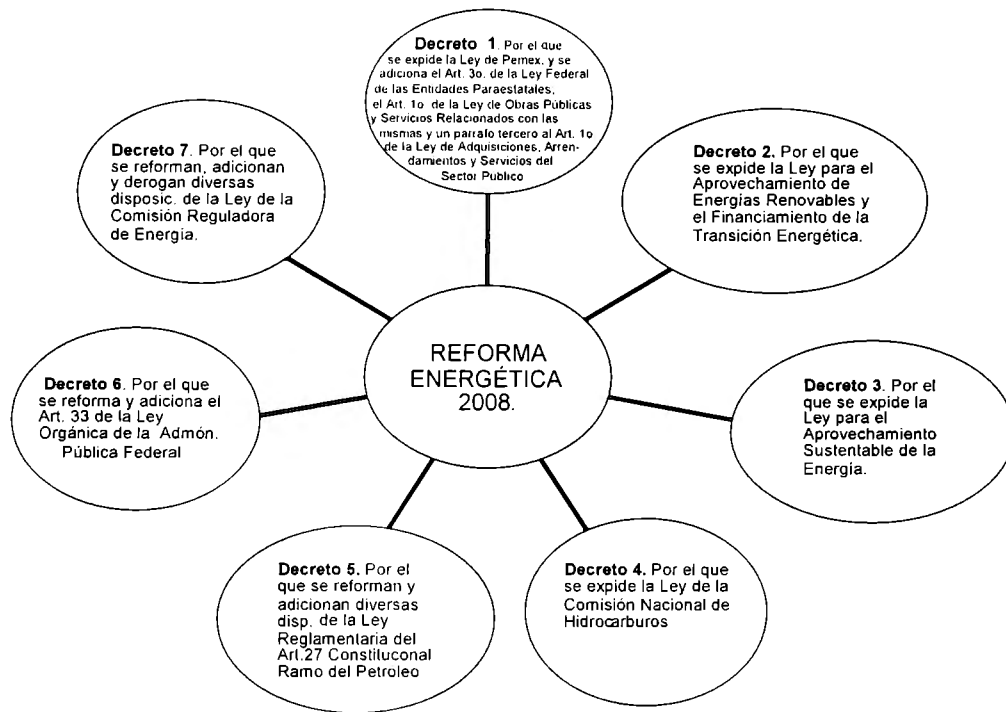 Decreto 1. Por el que
se expide la Ley de Pemex, y se
adiciona el Art. 3o. de la Ley Federal
de las Entidades Paraestatales,
el Art. 1o de la Ley de Obras Públicas
y Servicios Relacionados con las
mismas y un parrafo tercero al Art. 1o
de la Ley de Adquisiciones, Arren-
damientos y Servicios del
Sector Publico
Decreto 2. Por el que
se expide la Ley para el
Aprovechamiento de
Energías Renovables y
el Financiamiento de la
Transición Energética.
Decreto 3. Por el
que se expide la
Ley para el
Aprovechamiento
Sustentable de la
Energía.
Decreto 4. Por el que
se expide la Ley de la
Comisión Nacional de
Hidrocarburos
Decreto 5. Por el
que se reforman y
adicionan diversas
disp. de la Ley
Reglamentaria del
Art.27 Constituconal
Ramo del Petroleo
Decreto 6. Por el que
se reforma y adiciona el
Art. 33 de la Ley
Orgánica de la Admón.
Pública Federal
Decreto 7. Por el que
se reforman, adicionan
y derogan diversas
disposic. de la Ley de la
Comisión Reguladora
de Energía.
REFORMA
ENERGÉTICA
2008.